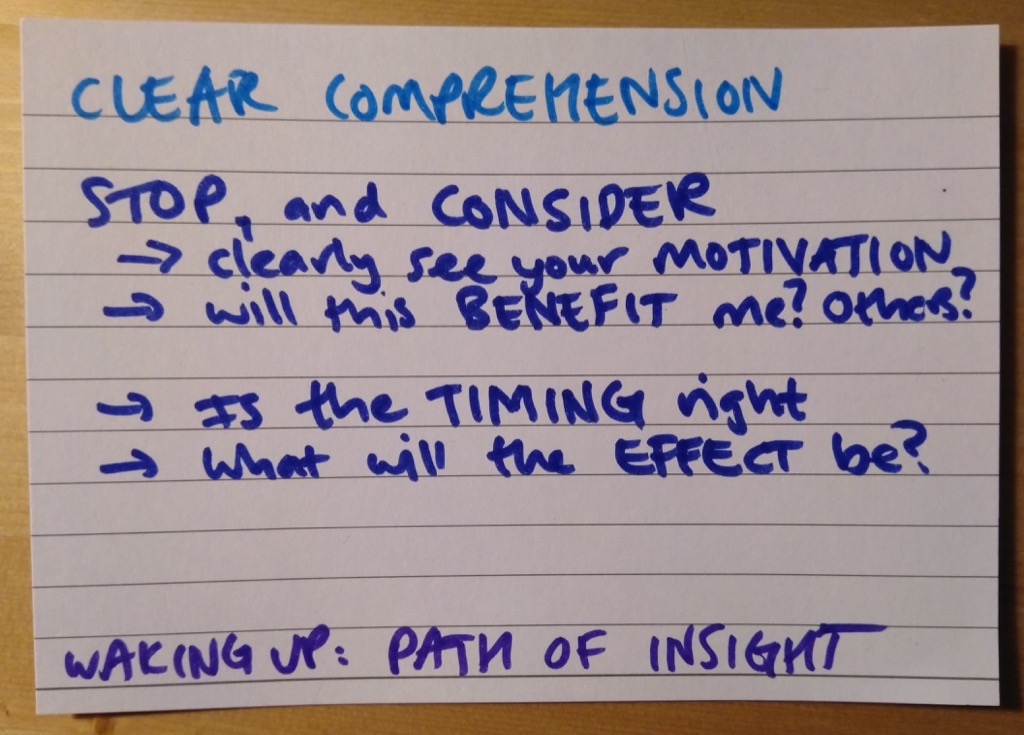 CLEAR COMPREHENSION
STOP, and CONSIDER
→ clearly see your MOTIVATION
→ will this BENEFIT me? Others?
→ Is the TIMING right
→ What will the EFFECT be?
WAKING UP: PATH OF INSIGHT